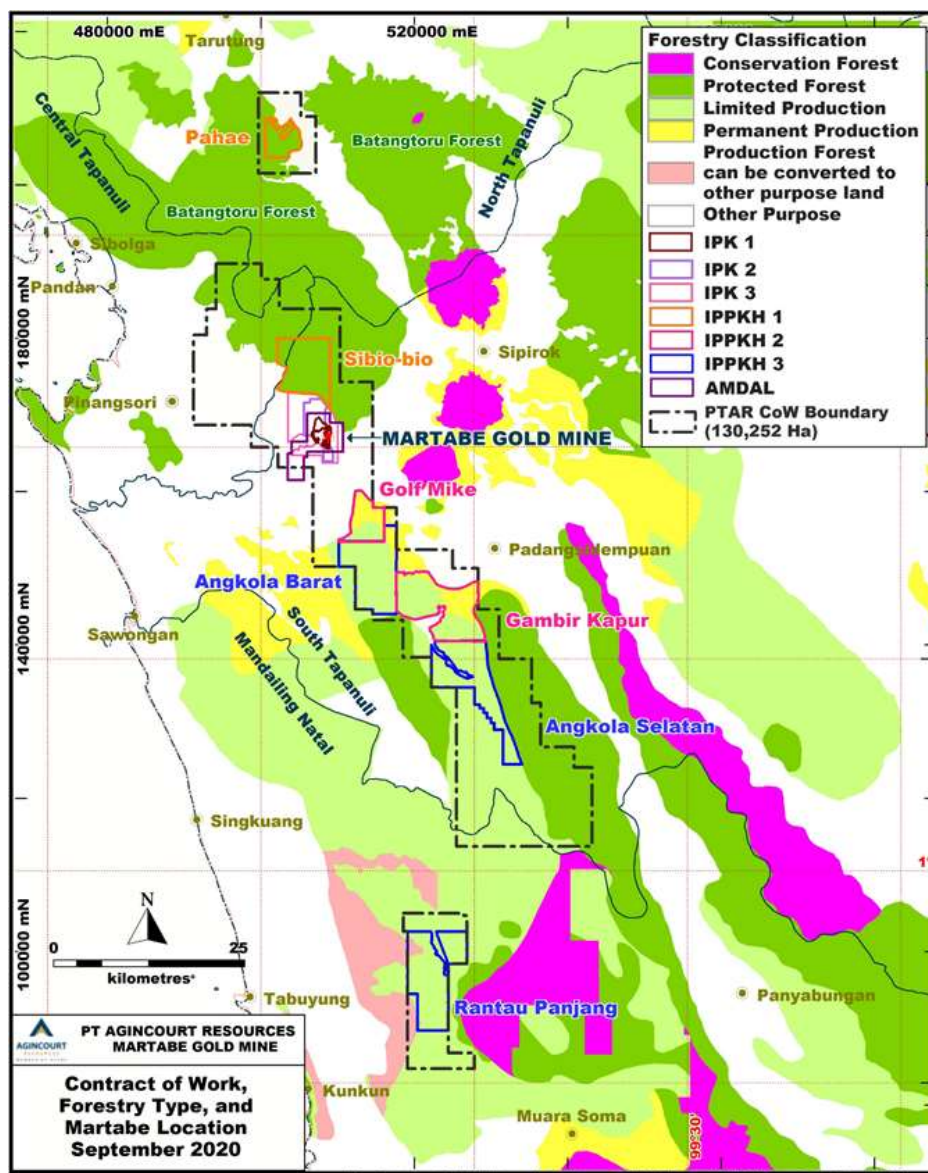 480000 mE
520000 mE
Tarutung
Forestry Classification
Conservation Forest
Protected Forest
Limited Production
Permanent Production
Production Forest
can be converted to
other purpose land
Other Purpose
IPK 1
IPK 2
IPK 3
IPPKH 1
IPPKH 2
IPPKH 3
AMDAL
PTAR CoW Boundary
(130,252 Ha)
Central Tapanuli
Pahae
Batangtoru Forest
North Tapanuli
Batangtoru Forest
Sibolga
Pandan
180000 mN
Sibio-bio
Sipirok
Pinangsori
MARTABE GOLD MINE
Golf Mike
Angkola Barat
Gambir Kapur
140000 mN
Sawongan
South Tapanuli
Mandailing Natal
Angkola Selatan
Singkuang
1°
N
0 25
kilometres
100000 mN
Tabuyung
Rantau Panjang
Panyabungan
AGINCOURT
RESOURCES
PT AGINCOURT RESOURCES
MARTABE GOLD MINE
Contract of Work,
Forestry Type, and
Martabe Location
September 2020
Kunkun
Muara Soma
99°30'